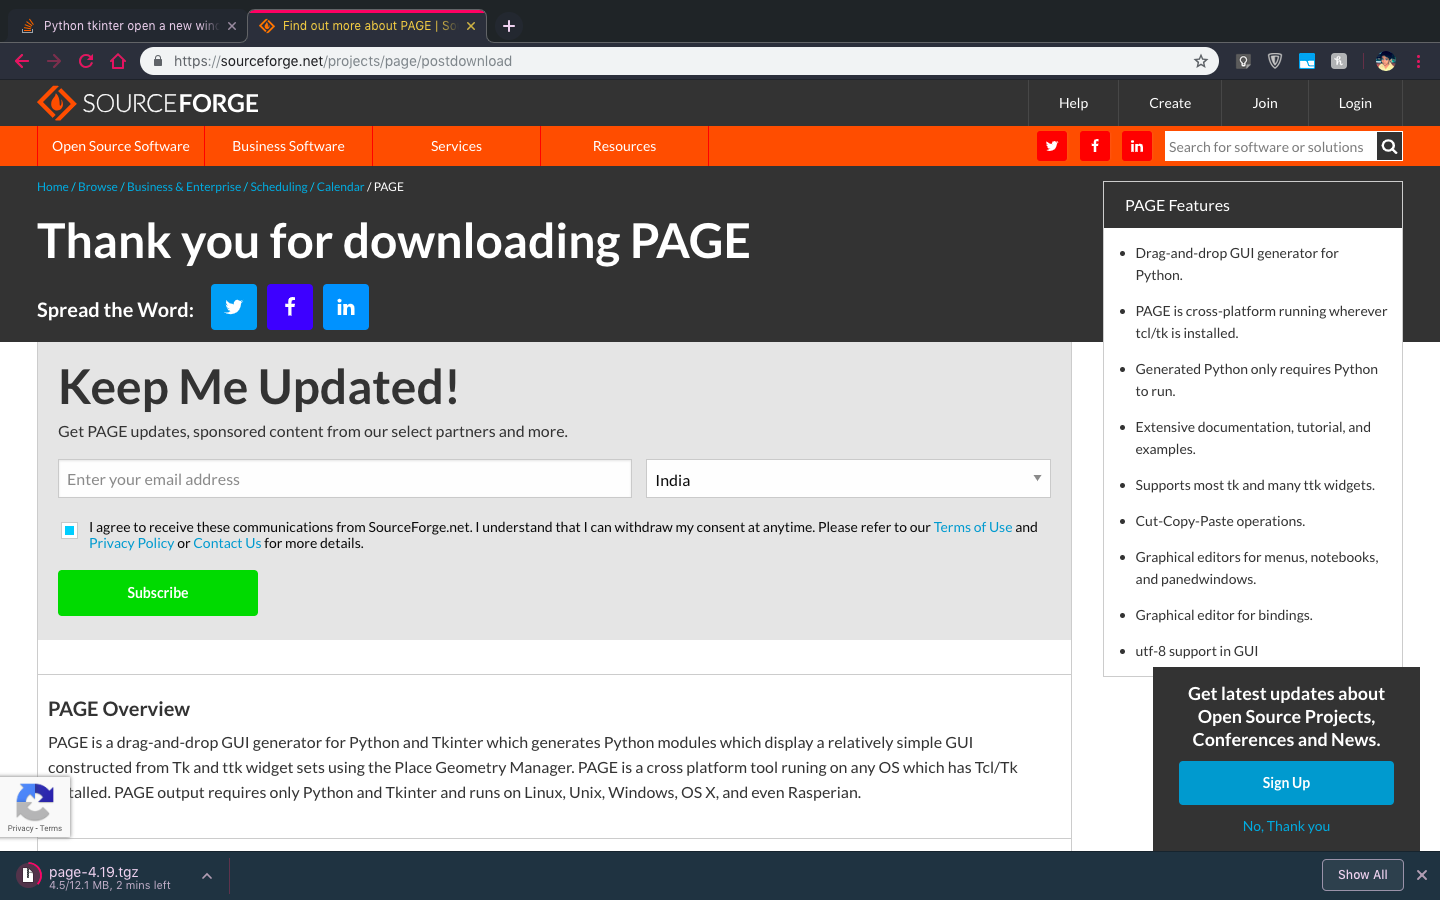 Python tkinter open a new win
Find out more about PAGE | So
https://sourceforge.net/projects/page/postdownload
SOURCEFORGE
Help
Create
Join
Login
Open Source Software
Business Software
Services
Resources
Search for software or solutions
Home / Browse / Business & Enterprise / Scheduling / Calendar / PAGE
Thank you for downloading PAGE
Spread the Word:
Keep Me Updated!
Get PAGE updates, sponsored content from our select partners and more.
Enter your email address
India
I agree to receive these communications from SourceForge.net. I understand that I can withdraw my consent at anytime. Please refer to our Terms of Use and
Privacy Policy or Contact Us for more details.
Subscribe
PAGE Overview
PAGE is a drag-and-drop GUI generator for Python and Tkinter which generates Python modules which display a relatively simple GUI
constructed from Tk and ttk widget sets using the Place Geometry Manager. PAGE is a cross platform tool runing on any OS which has Tcl/Tk
talled. PAGE output requires only Python and Tkinter and runs on Linux, Unix, Windows, OS X, and even Rasperian.
Privacy - Terms
PAGE Features
Drag-and-drop GUI generator for
Python.
PAGE is cross-platform running wherever
tcl/tk is installed.
Generated Python only requires Python
to run.
Extensive documentation, tutorial, and
examples.
Supports most tk and many ttk widgets.
Cut-Copy-Paste operations.
Graphical editors for menus, notebooks,
and panedwindows.
Graphical editor for bindings.
utf-8 support in GUI
Get latest updates about
Open Source Projects,
Conferences and News.
Sign Up
No, Thank you
page-4.19.tgz
4.5/12.1 MB, 2 mins left
Show All